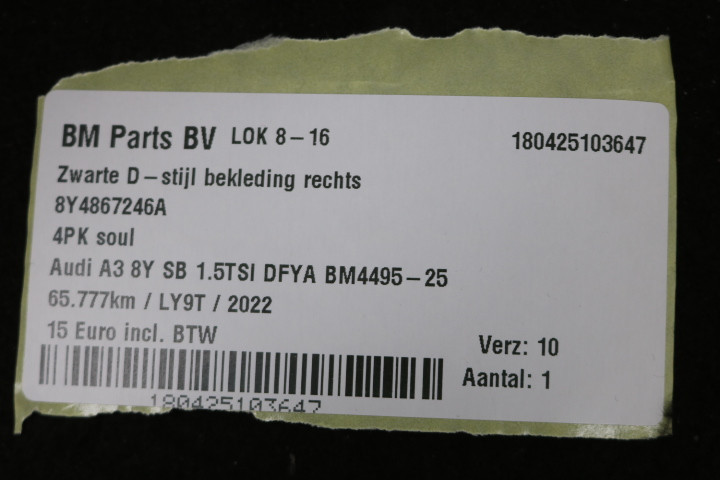 BM Parts BV LOK 8-16 180425103647
Zwarte D-stijl bekleding rechts
8Y4867246A
4PK soul
Audi A3 8Y SB 1.5TSI DFYA BM4495-25
65.777km / LY9T / 2022
15 Euro incl. BTW
Verz: 10
Aantal: 1
180425103647